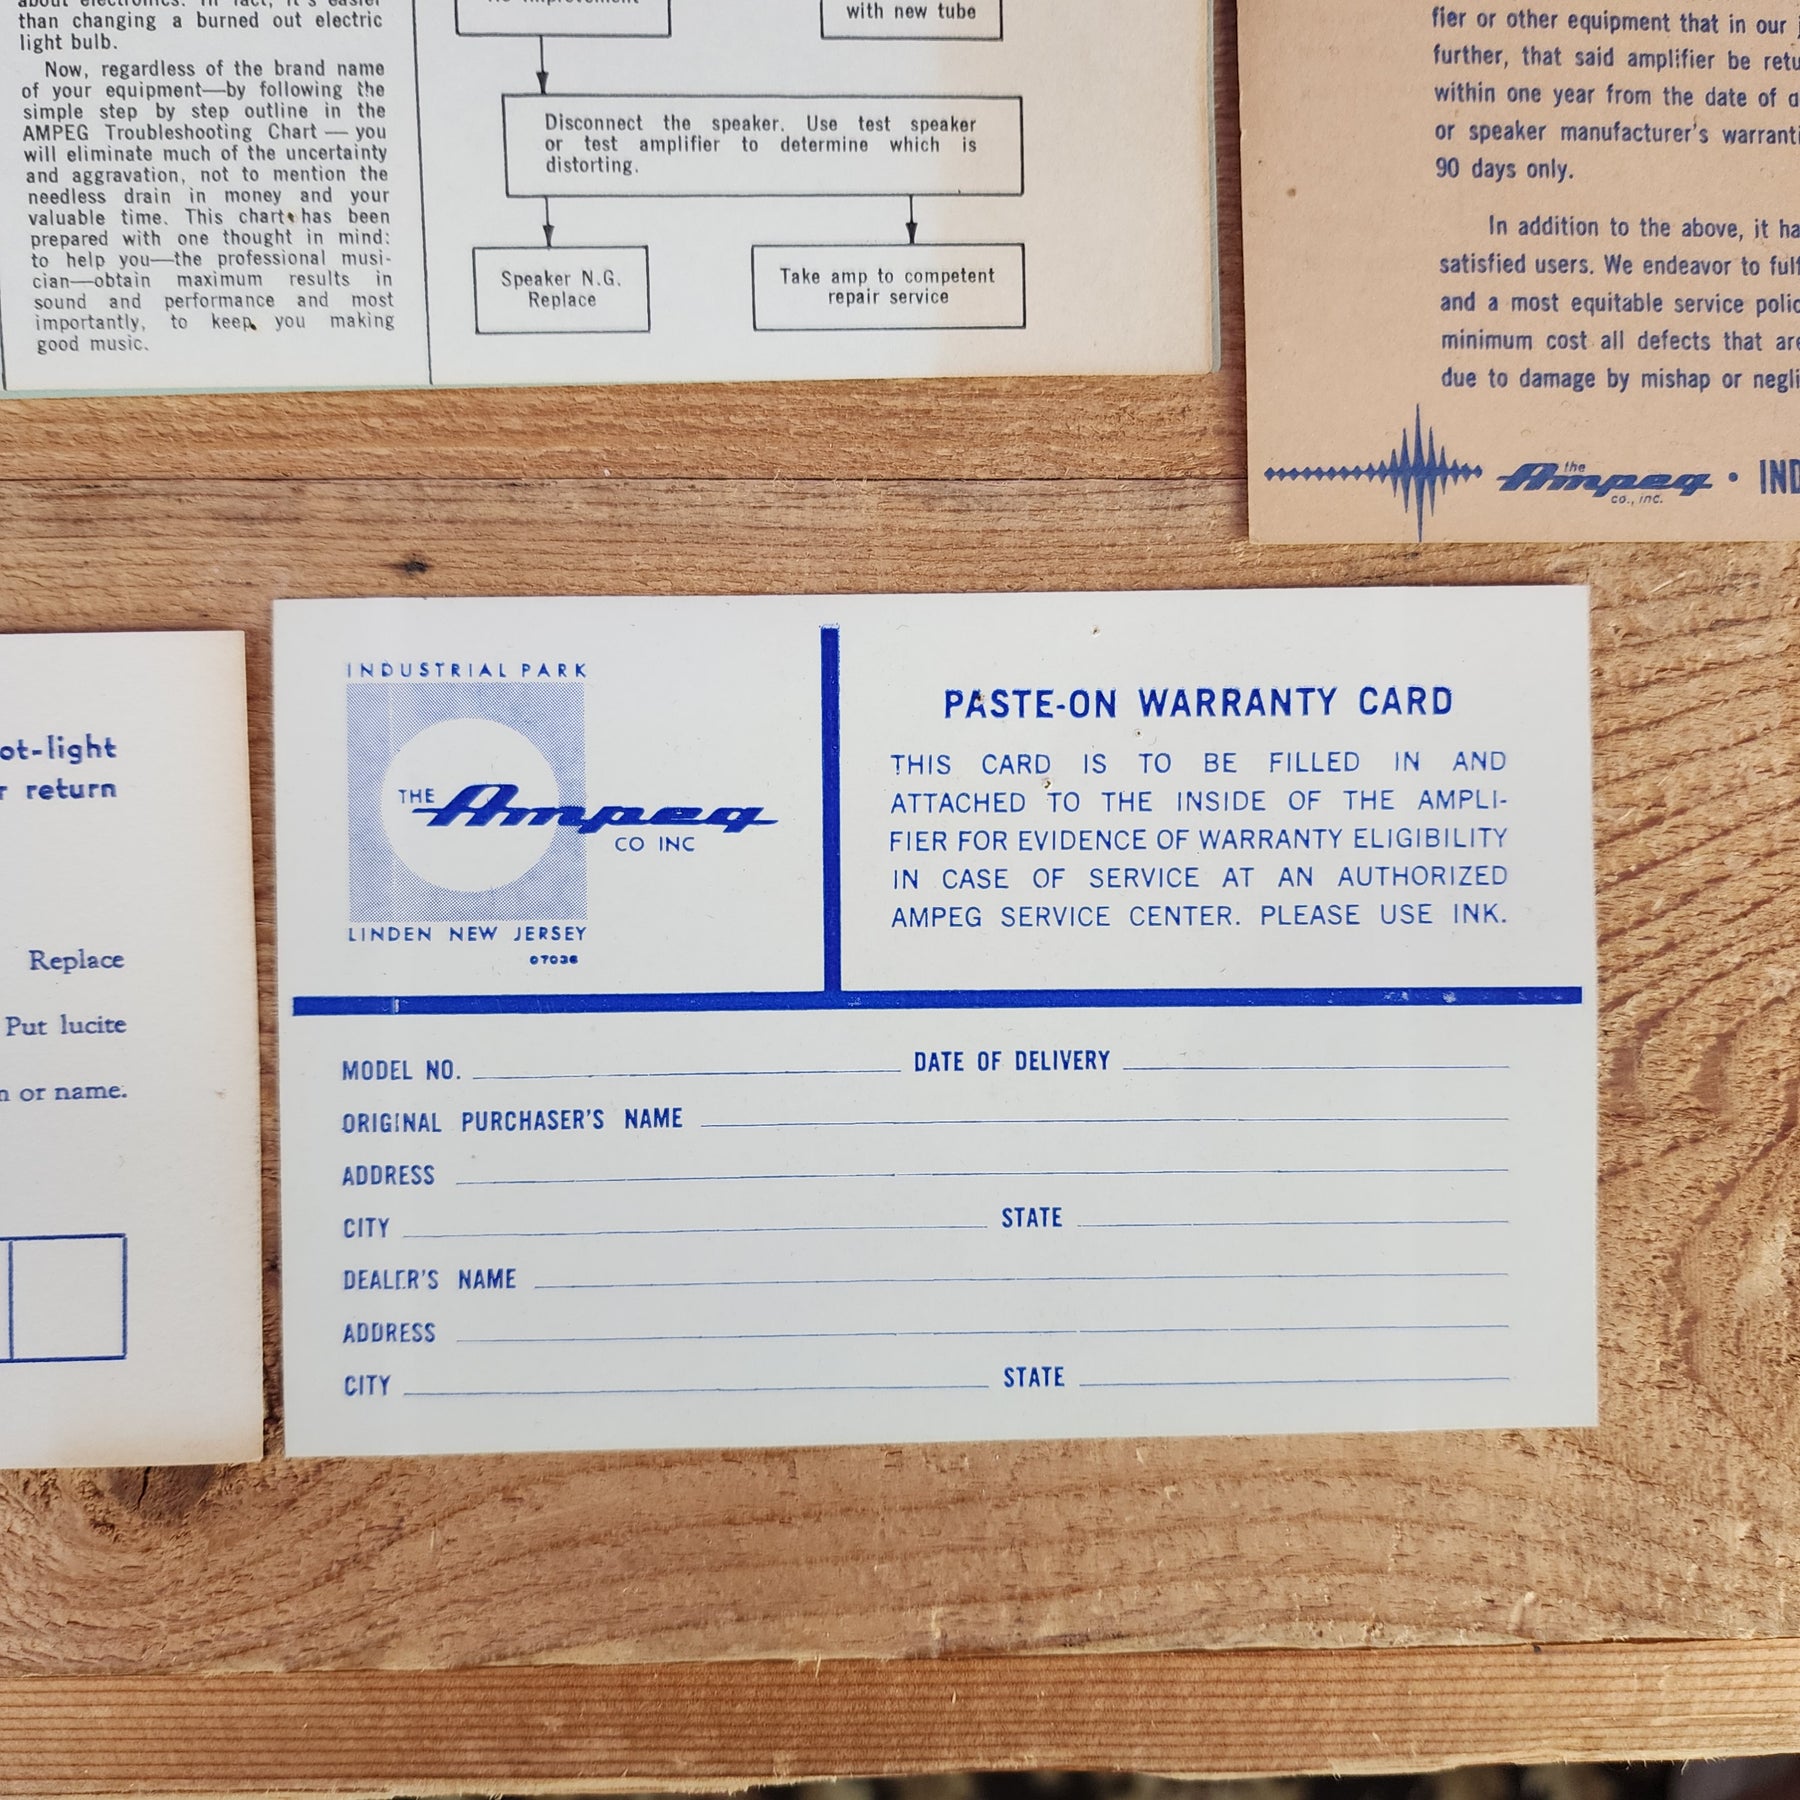 than changing a burned out electric
light bulb.
Now, regardless of the brand name
of your equipment—by following the
simple step by step outline in the
AMPEG Troubleshooting Chart — you
will eliminate much of the uncertainty
and aggravation, not to mention the
needless drain in money and your
valuable time. This chart has been
prepared with one thought in mind:
to help you—the professional musi-
cian—obtain maximum results in
sound and performance and most
importantly, to keep you making
good music.
with new tube
Disconnect the speaker. Use test speaker
or test amplifier to determine which is
distorting.
Speaker N.G.
Replace
Take amp to competent
repair service
fier or other equipment that in our
further, that said amplifier be
within one year from the date of
or speaker manufacturer's
90 days only.
In addition to the above, it
satisfied users. We endeavor to
and a most equitable service
minimum cost all defects that
due to damage by mishap or
the Ampeg co., inc. •
light
return
Replace
Put lucite
or name.
INDUSTRIAL PARK
THE Ampeg
CO INC
LINDEN NEW JERSEY
07036
PASTE-ON WARRANTY CARD
THIS CARD IS TO BE FILLED IN AND
ATTACHED TO THE INSIDE OF THE AMPLI-
FIER FOR EVIDENCE OF WARRANTY ELIGIBILITY
IN CASE OF SERVICE AT AN AUTHORIZED
AMPEG SERVICE CENTER. PLEASE USE INK.
MODEL NO. DATE OF DELIVERY
ORIGINAL PURCHASER'S NAME
ADDRESS
CITY STATE
DEALER'S NAME
ADDRESS
CITY STATE